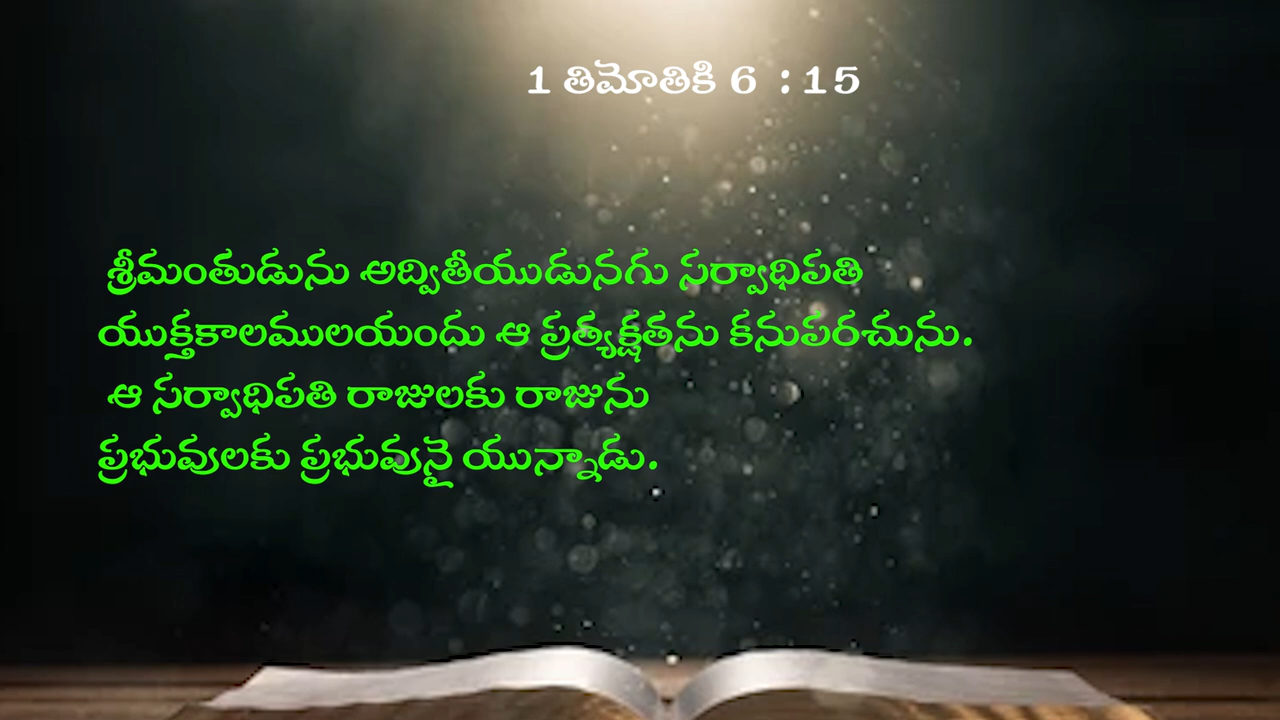 1 తిమోతికి 6 : 15
శ్రీమంతుడును అద్వితీయుడునగు సర్వాధిపతి
యుక్తకాలములయందు ఆ ప్రత్యక్షతను కనుపరచును.
ఆ సర్వాధిపతి రాజులకు రాజును
ప్రభువులకు ప్రభువునై యున్నాడు.